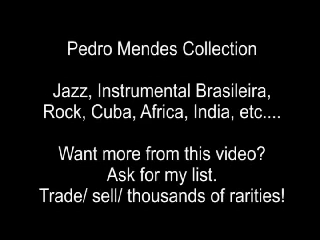 Pedro Mendes Collection
Jazz, Instrumental Brasileira,
Rock, Cuba, Africa, India, etc....
Want more from this video?
Ask for my list.
Trade/ sell/ thousands of rarities!